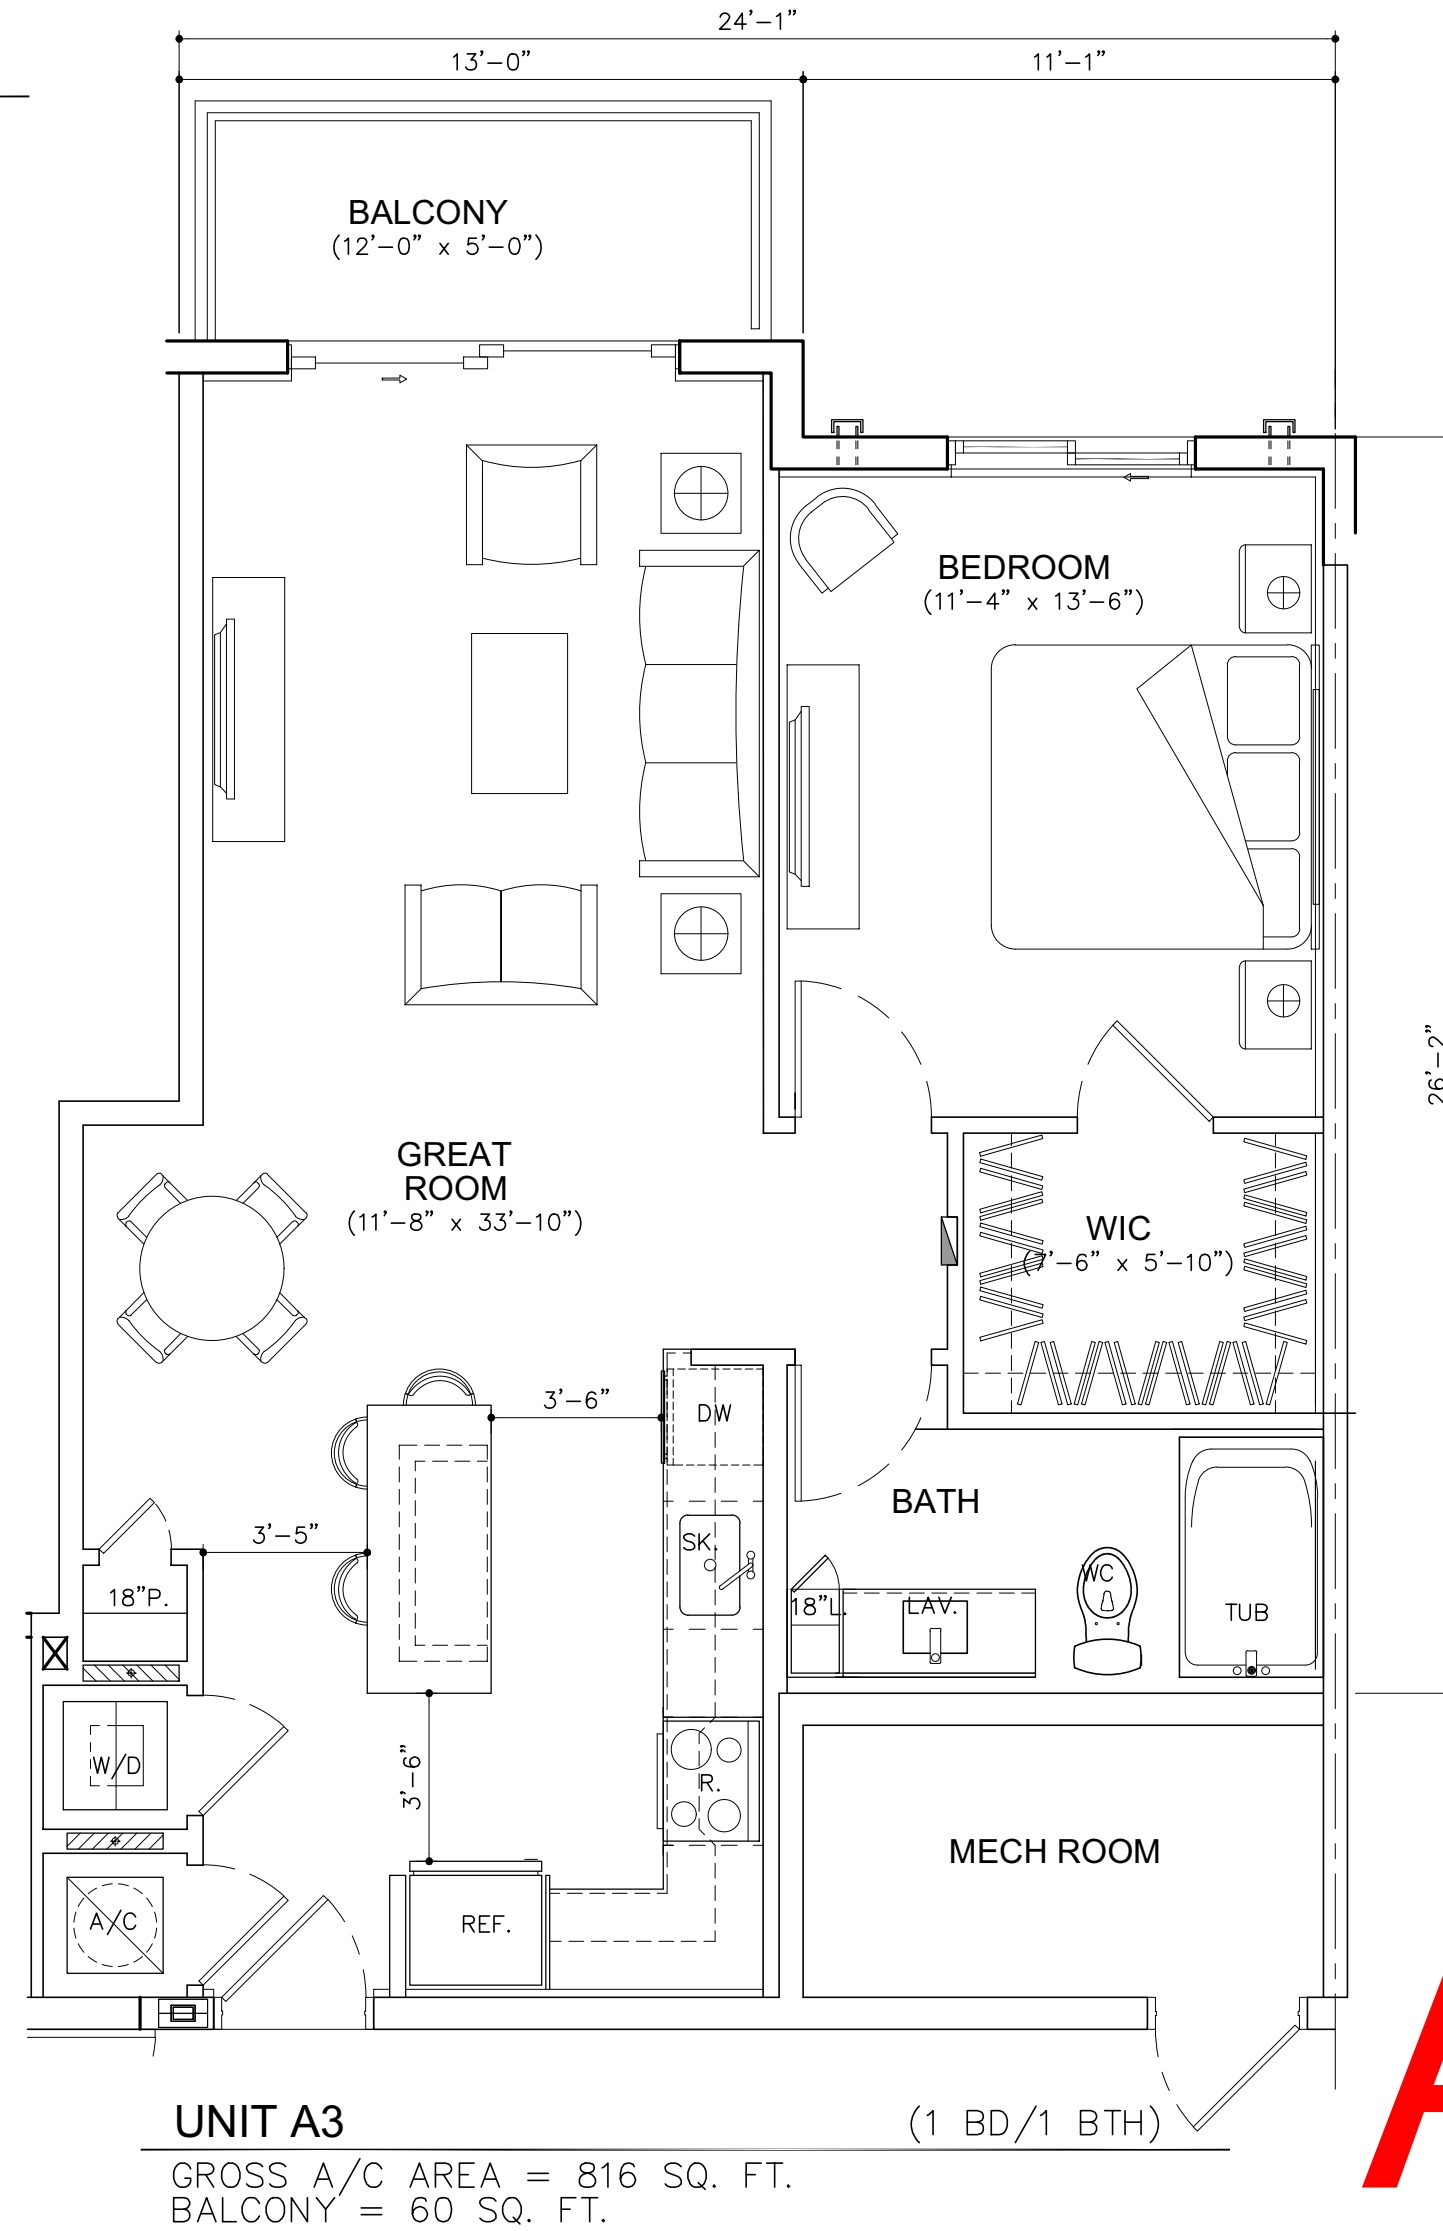 24'-1"
13'-0"
11'-1"
BALCONY
(12'-0" x 5'-0")
BEDROOM
(11'-4" x 13'-6")
26'-2"
GREAT
ROOM
(11'-8" x 33'-10")
WIC
(7'-6" x 5'-10")
3'-6"
DW
BATH
3'-5"
SK.
WC
18"P.
18"L.
LAV.
TUB
W/D
3'-6"
R.
MECH ROOM
A/C
REF.
UNIT A3
(1 BD/1 BTH)
GROSS A/C AREA = 816 SQ. FT.
BALCONY = 60 SQ. FT.